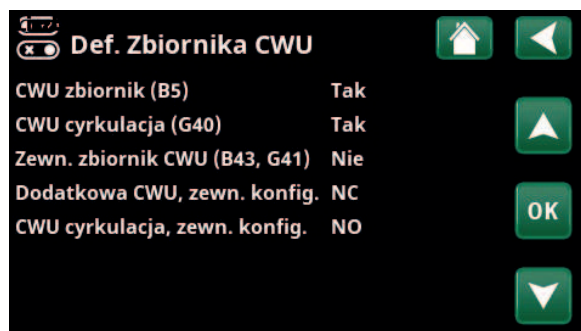 Def. Zbiornika CWU
CWU zbiornik (B5) Tak
CWU cyrkulacja (G40) Tak
Zewn. zbiornik CWU (B43, G41) Nie
Dodatkowa CWU, zewn. konfig. NC
OK
CWU cyrkulacja, zewn. konfig. NO